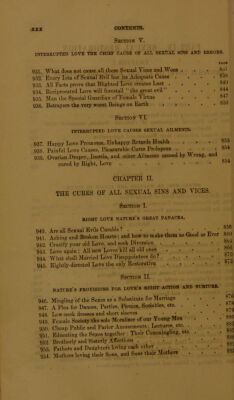 xxx CONTENTS.
SECTION V.
INTERRUPTED LOVE THE CHIEF CAUSE OF ALL SEXUAL SINS AND ERRORS.
931. What does not cause all these Sexual Vices and Woes
932. Every Iota of Sexual Evil has its Adequate Cause
933. All Facts prove that Blighted Love creates Lust
934. Reciprocated Love will forestall "the great evil"
935. Man the Special Guardian of Female Virtue
936. Betrayers the very worst Beings on Earth
SECTION VI.
INTERRUPTED LOVE CAUSES SEXUAL AILMENTS.
937. Happy Love Promotes, Unhappy Retards Health
938. Painful Love Causes, Pleasurable Cures Prolapsus
939. Ovarian Dropsy, Inertia, and other Ailments caused by Wrong, and
cured by Right, Love
CHAPTER II.
THE CURES OF ALL SEXUAL SINS AND VICES.
SECTION I.
RIGHT LOVE NATURE'S GREAT PANACEA.
940. Are all Sexual Evils Curable?
941. Aching and Broken Hearts; and how to make them as Good as Ever
942. Crucify your old Love, and seek Diversion
943. Love again: All new Loves kill all old ones
944. What shall Married Love Disappointees do?
945. Rightly-directed Love the only Restorative
SECTION II.
NATURE'S PROVISIONS FOR LOVE'S RIGHT ACTION AND NURTURE.
946. Mingling of the Sexes as a Substitute for Marriage
947. A Plea for Dances, Parties, Picnics, Sociables, etc.
948. Low neck dresses and short sleeves
949. Female Society the sole Moralizer of our Young Men
950. Cheap Public and Parlor Amusements; Lectures, etc.
951. Educating the Sexes together: Their Commingling, etc.
952. Brotherly and Sisterly Affections
953. Fathers and Daughters loving each other
954. Mothers loving their Sons, and Sons their Mothers